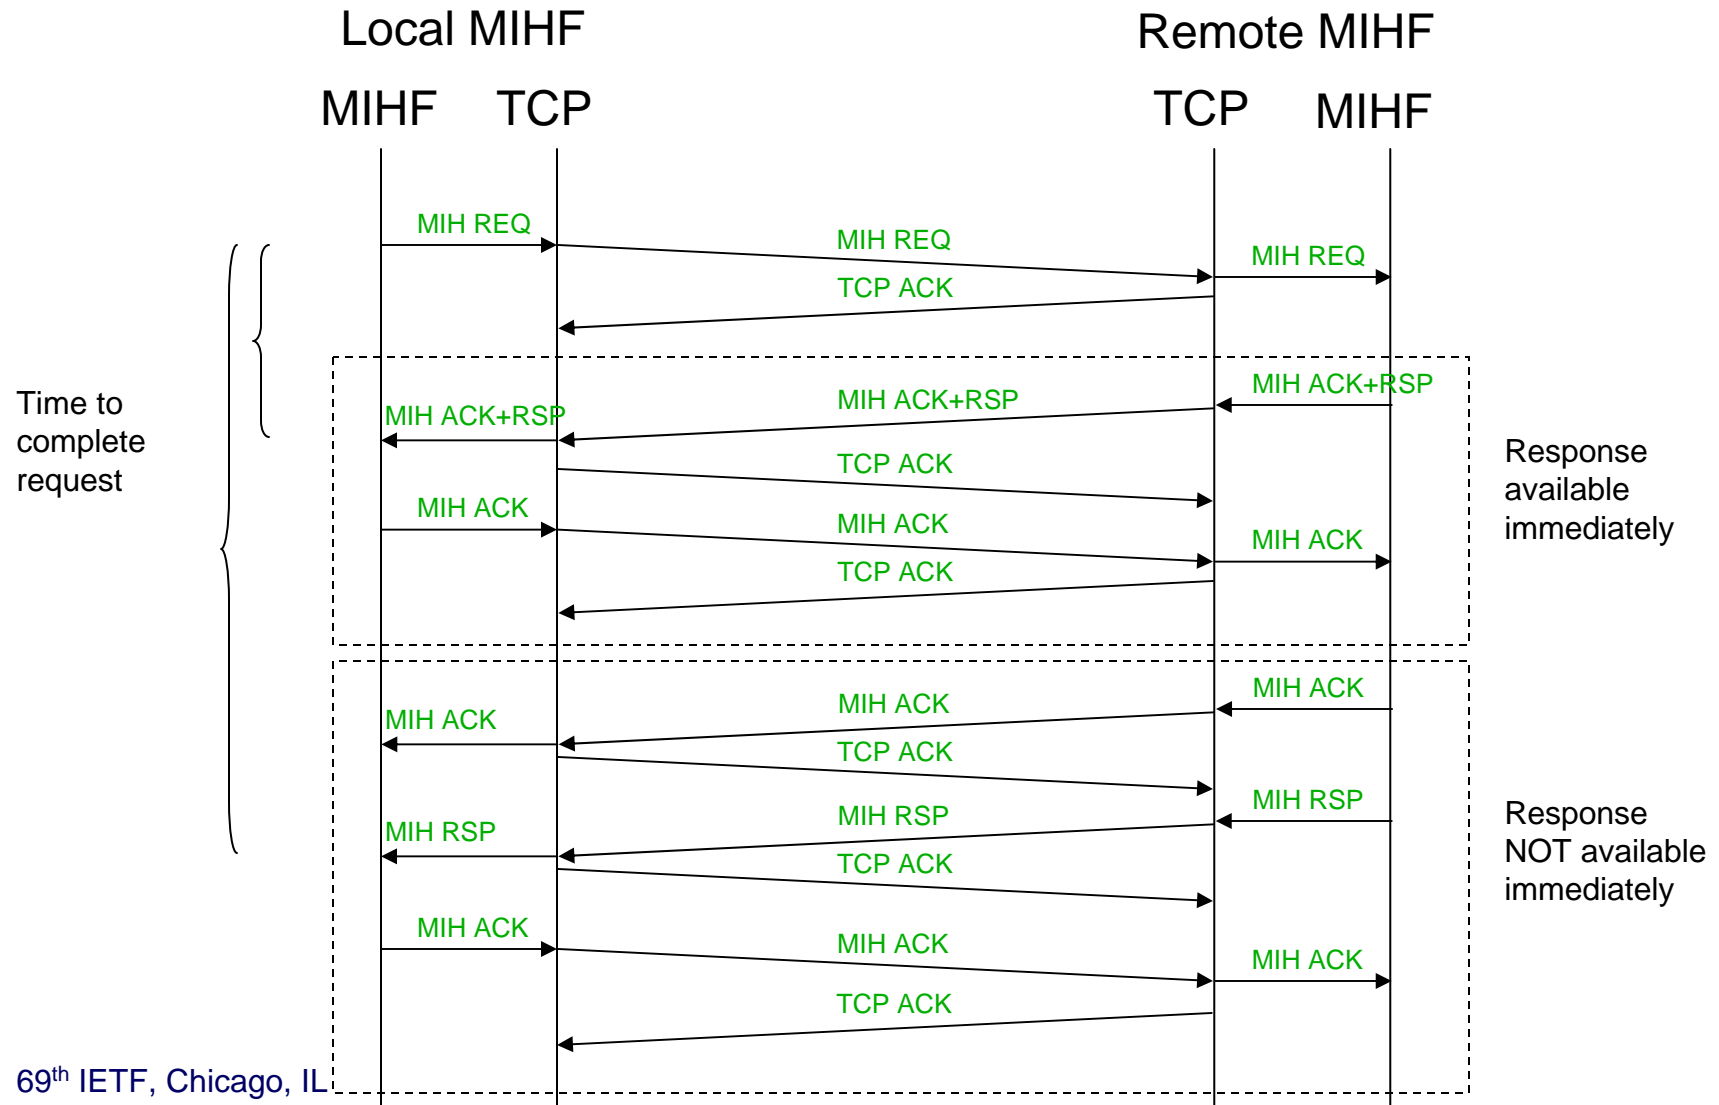 Local MIHF
Remote MIHF
MIHF
TCP
TCP
MIHF
MIH REQ
MIH REQ
MIH REQ
TCP ACK
Time to
complete
request
MIH ACK+RSP
MIH ACK+RSP
MIH ACK+RSP
TCP ACK
MIH ACK
MIH ACK
MIH ACK
TCP ACK
Response
available
immediately
MIH ACK
MIH ACK
MIH ACK
TCP ACK
MIH RSP
MIH RSP
MIH RSP
TCP ACK
MIH ACK
MIH ACK
MIH ACK
TCP ACK
Response
NOT available
immediately
69th IETF, Chicago, IL